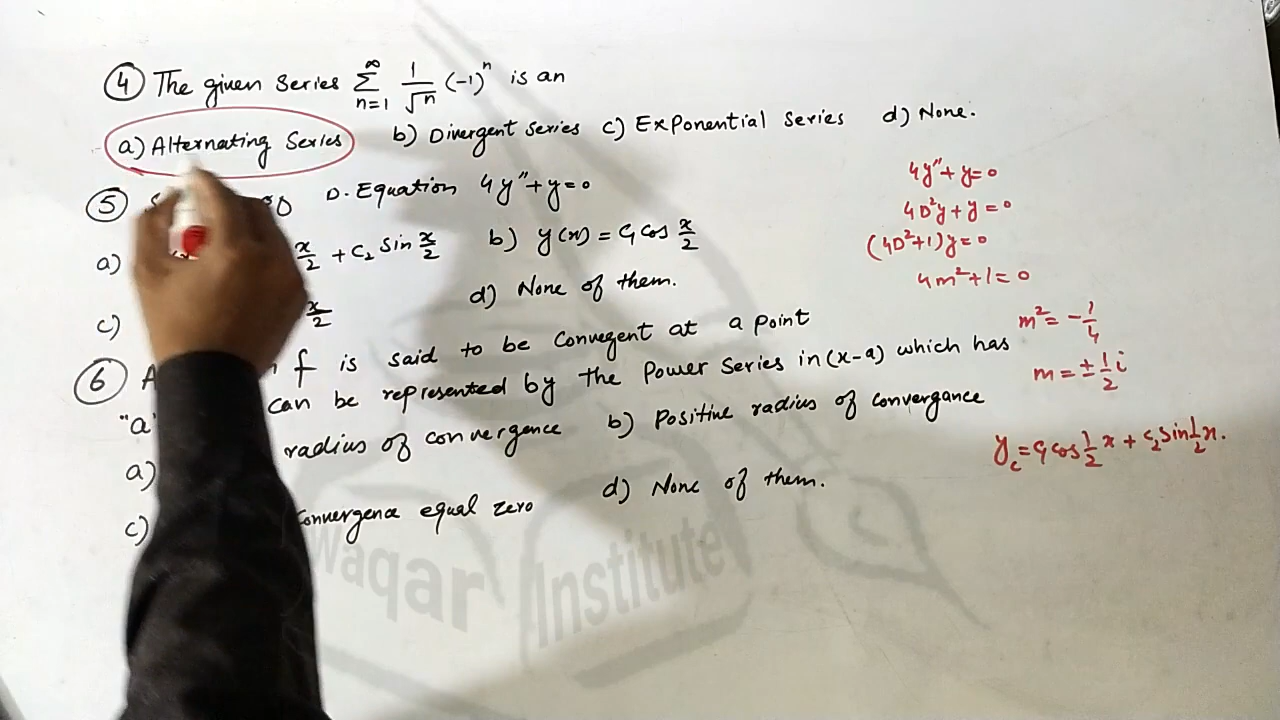 ④ The given series ∑_{n=1}^{∞} 1/√n (-1)^n is an
a) Alternating Series b) Divergent series c) Exponential series d) None.
⑤ D. Equation 4y″+y=0
a) x/2 + C₂ Sin x/2 b) y(x) = C₁ Cos x/2
c) x/2 d) None of them.
⑥ A f is said to be Convegent at a point
"a" can be represented by the Power Series in (x-a) which has
a) radius of convergence b) Positive radius of convergance
c) Convergence equal zero d) None of them.
4y″+y=0
4D²y+y=0
(4D²+1)y=0
4m²+1=0
m²=-1/4
m=±1/2 i
y_c=C₁Cos 1/2 x + C₂Sin 1/2 x.
waqar Institute